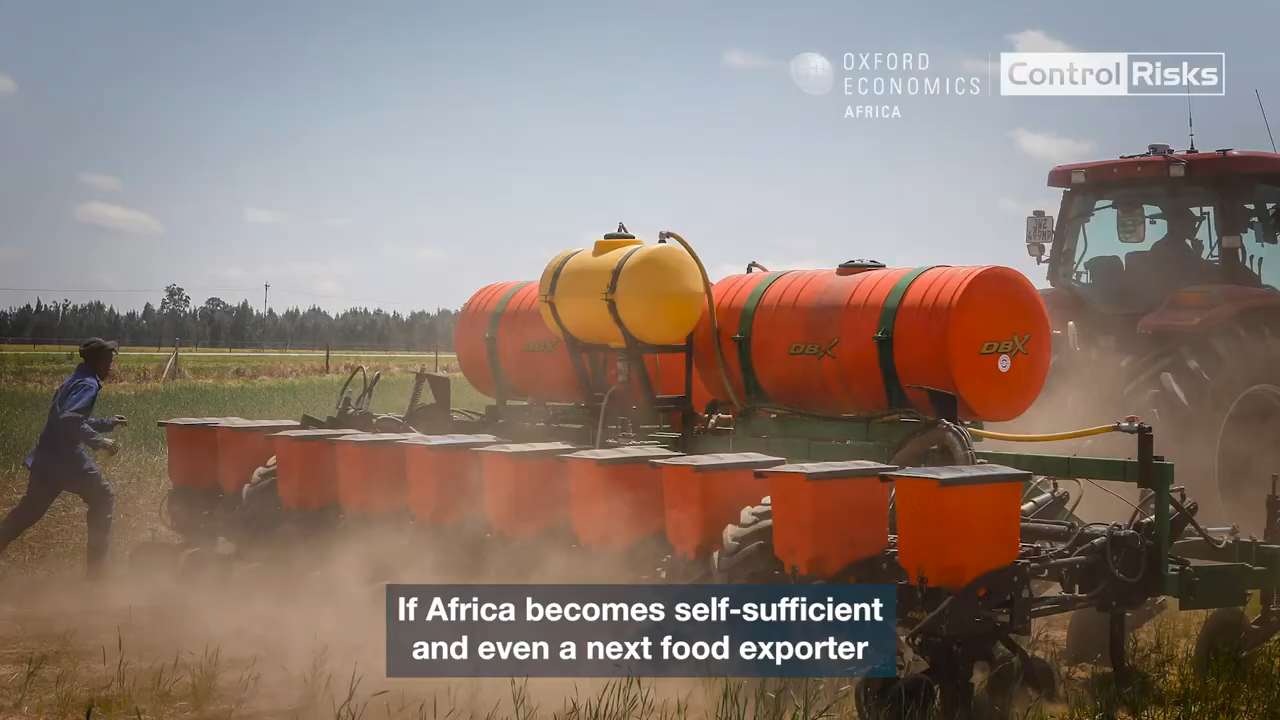 OXFORD
ECONOMICS
AFRICA
Control Risks
DBX
DBX
DBX
If Africa becomes self-sufficient
and even a next food exporter